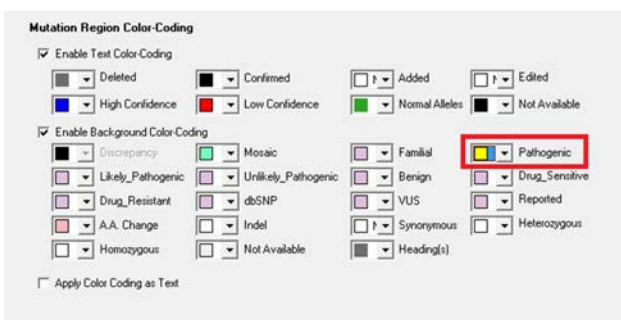 Mutation Region Color-Coding
Enable Text Color-Coding
Deleted Confirmed Added Edited
High Confidence Low Confidence Normal Alleles Not Available
Enable Background Color-Coding
Discrepancy Mosaic Familial Pathogenic
Likely_Pathogenic Unlikely_Pathogenic Benign Drug_Sensitive
Drug_Resistant dbSNP VUS Reported
A.A. Change Indel Synonymous Heterozygous
Homozygous Not Available Heading(s)
Apply Color Coding as Text